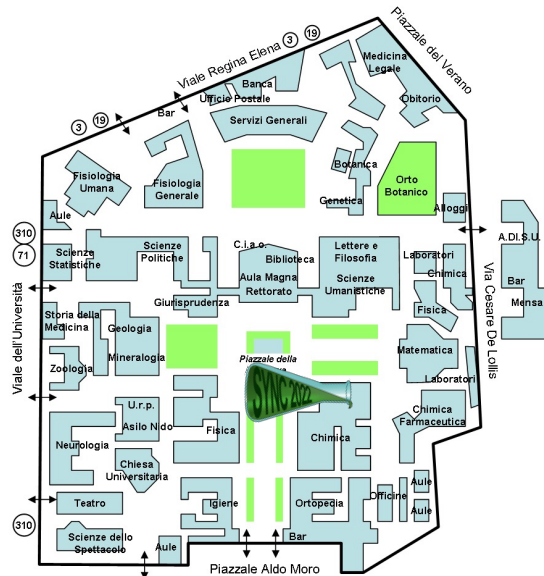 Piazzale del Verano
Viale Regina Elena
3
19
Medicina
Legale
Banca
Ufficio Postale
Obitorio
Bar
3
19
Servizi Generali
Fisiologia
Umana
Botanica
Fisiologia
Generale
Orto
Botanico
Genetica
Aule
Alloggi
310
71
A.DI.S.U.
Scienze
Statistiche
Scienze
Politiche
C.i.a.o.
Biblioteca
Lettere e
Filosofia
Laboratori
Chimica
Aula Magna
Rettorato
Scienze
Umanistiche
Bar
Mensa
Via Cesare De Lollis
Viale dell'Università
Giurisprudenza
Storia della
Medicina
Geologia
Fisica
Mineralogia
Piazzale della
Matematica
Zoologia
SYNC 2012
Laboratori
U.r.p.
Asilo Nido
Chimica
Farmaceutica
Neurologia
Fisica
Chimica
Chiesa
Universitaria
Aule
Teatro
Igiene
Ortopedia
Officine
Aule
310
Scienze dello
Spettacolo
Aule
Bar
Piazzale Aldo Moro